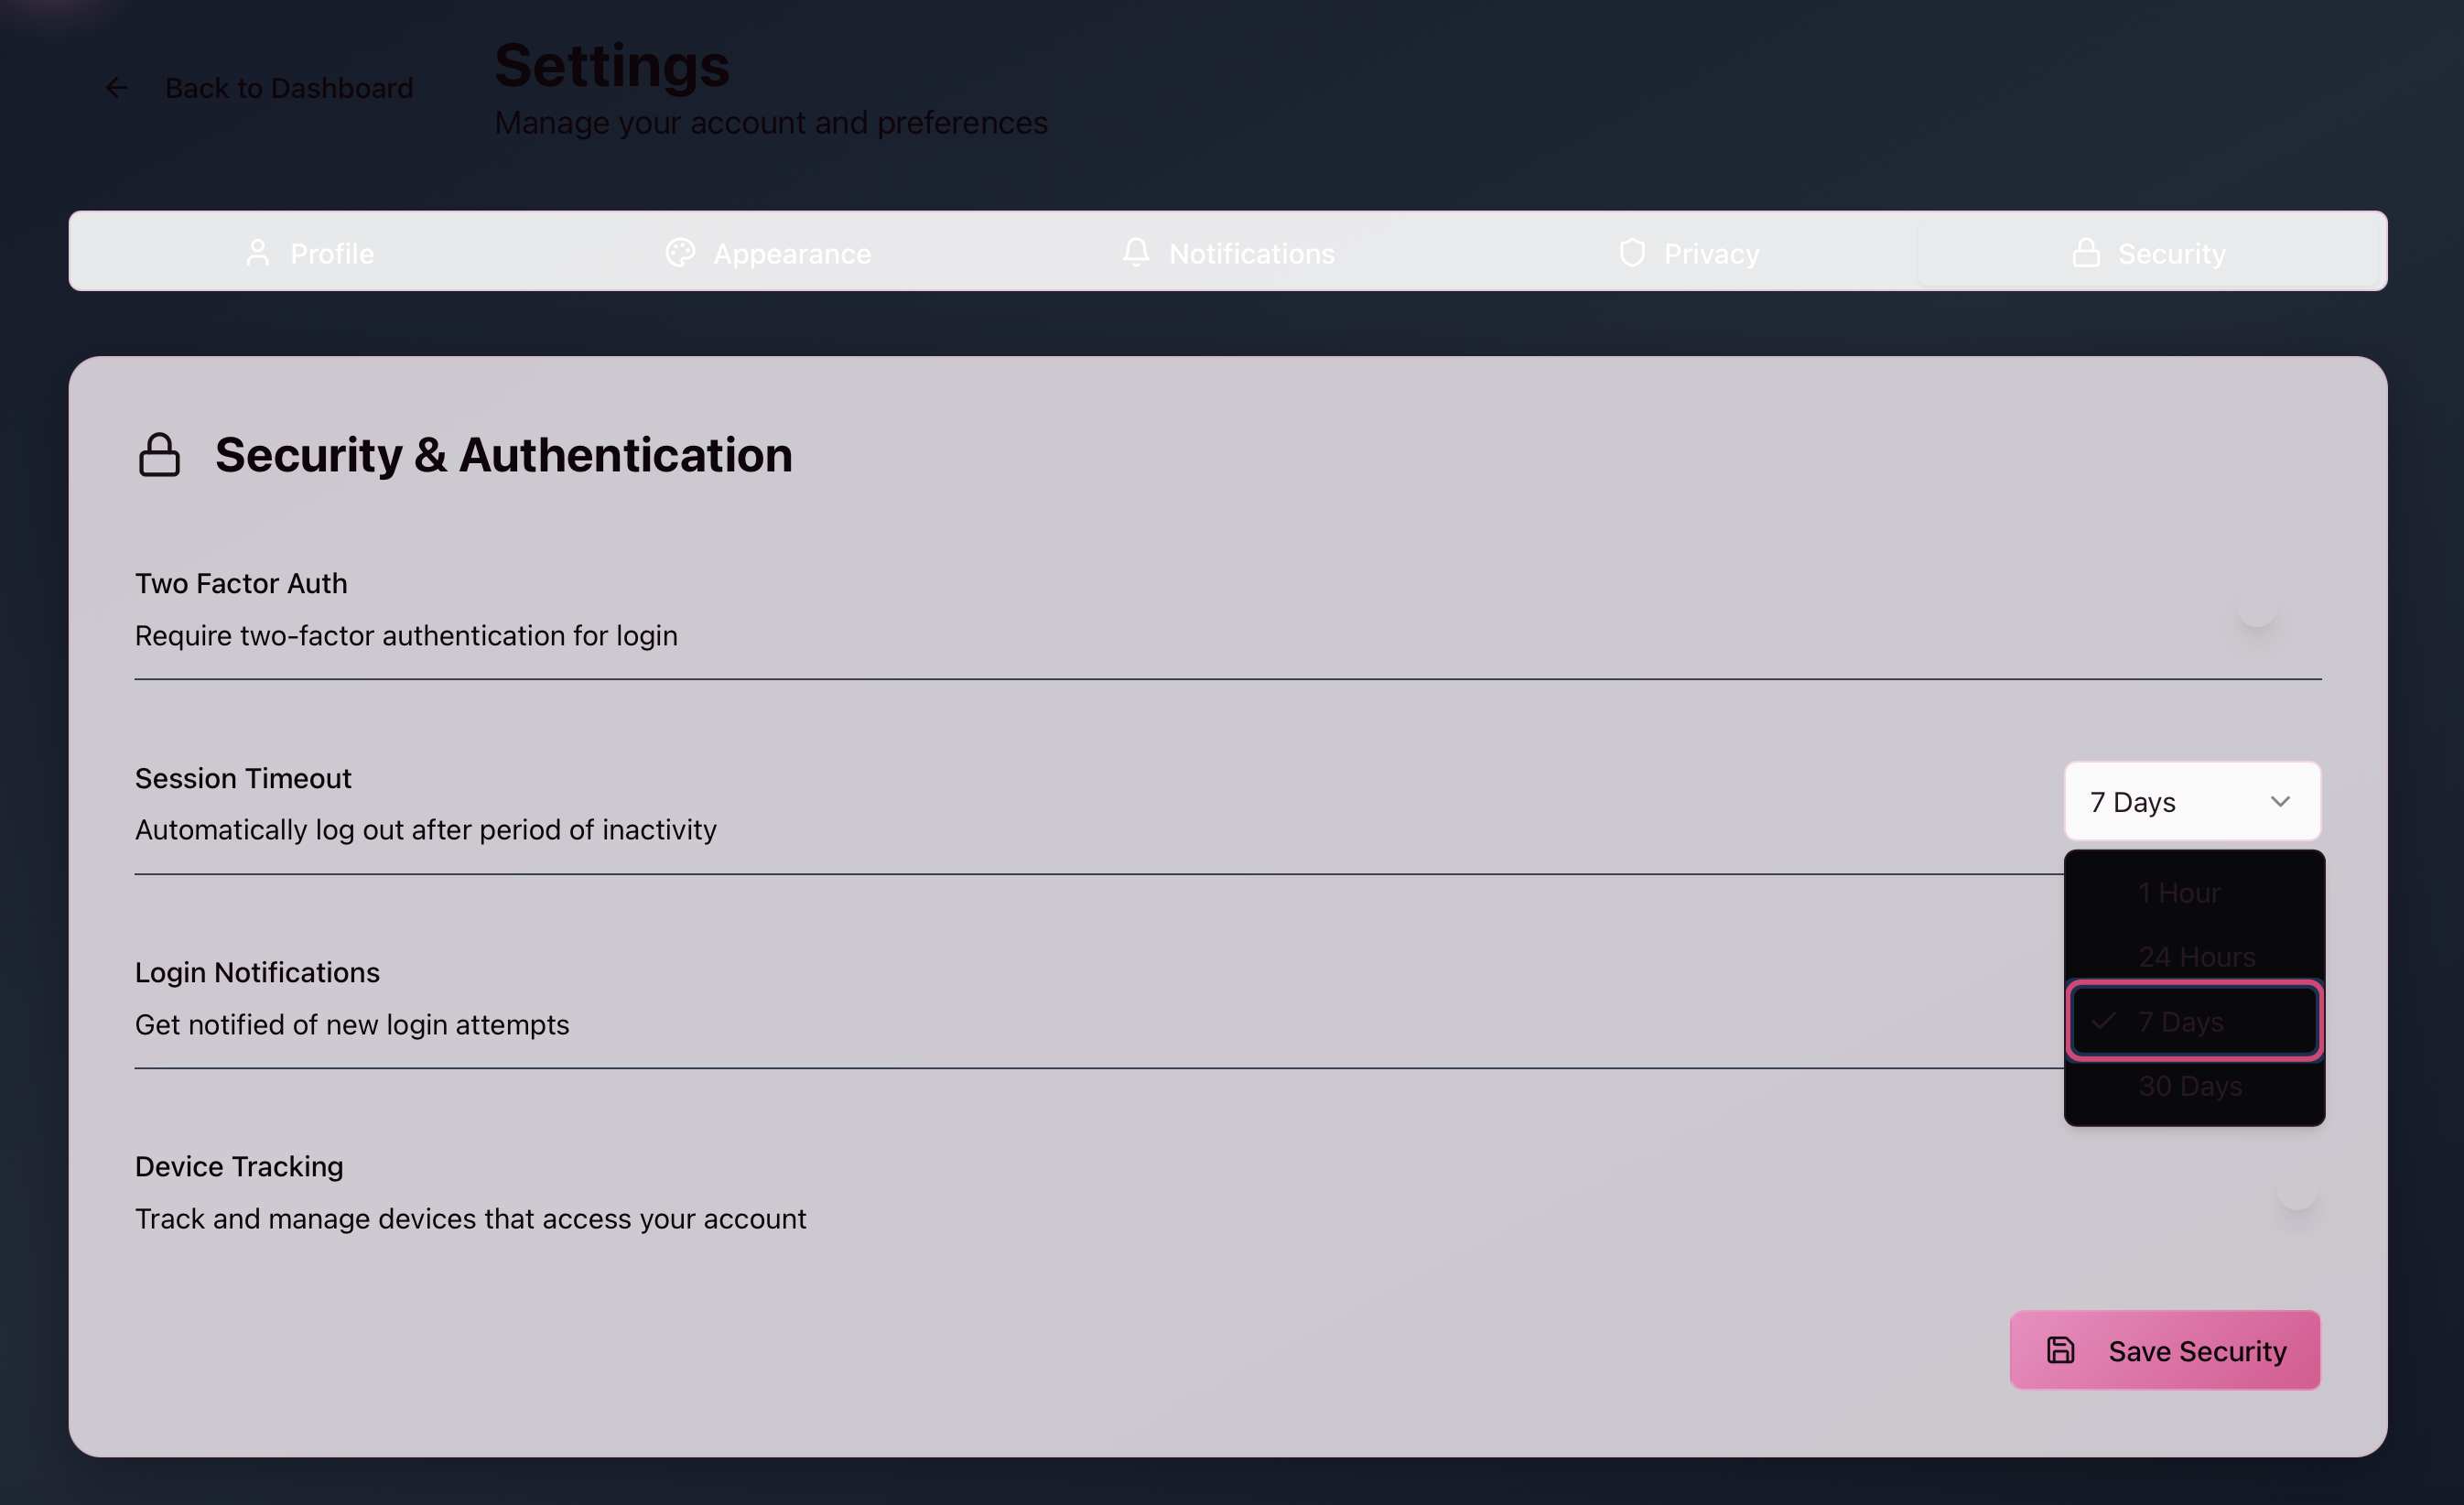 Back to Dashboard
Settings
Manage your account and preferences
Profile
Appearance
Notifications
Privacy
Security
Security & Authentication
Two Factor Auth
Require two-factor authentication for login
Session Timeout
Automatically log out after period of inactivity
7 Days
1 Hour
24 Hours
7 Days
30 Days
Login Notifications
Get notified of new login attempts
Device Tracking
Track and manage devices that access your account
Save Security